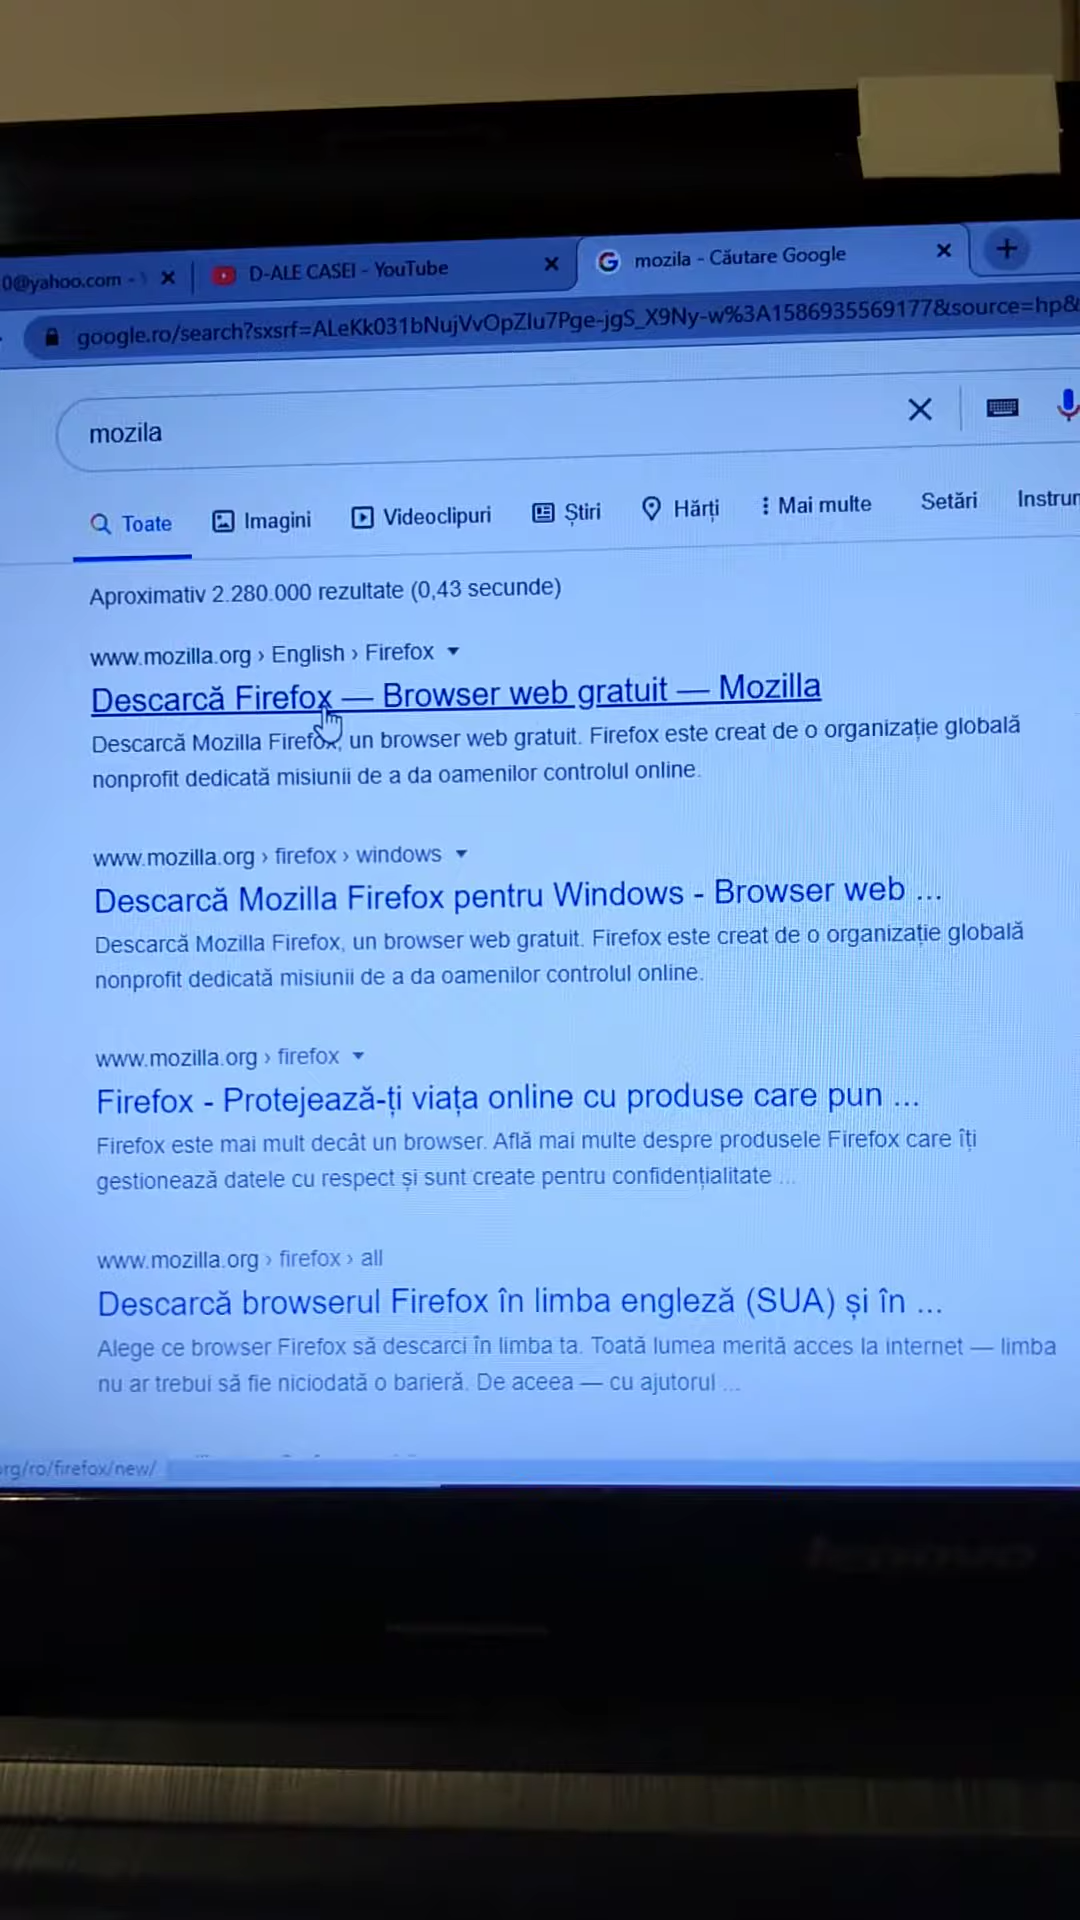 0@yahoo.com -
D-ALE CASEI - YouTube
mozila - Căutare Google
google.ro/search?sxsrf=ALeKk031bNujVvOpZlu7Pge-jgS_X9Ny-w%3A1586935569177&source=hp&
mozila
Toate
Imagini
Videoclipuri
Știri
Hărți
Mai multe
Setări
Instrum
Aproximativ 2.280.000 rezultate (0,43 secunde)
www.mozilla.org › English › Firefox
Descarcă Firefox — Browser web gratuit — Mozilla
Descarcă Mozilla Firefox, un browser web gratuit. Firefox este creat de o organizație globală
nonprofit dedicată misiunii de a da oamenilor controlul online.
www.mozilla.org › firefox › windows
Descarcă Mozilla Firefox pentru Windows - Browser web ...
Descarcă Mozilla Firefox, un browser web gratuit. Firefox este creat de o organizație globală
nonprofit dedicată misiunii de a da oamenilor controlul online.
www.mozilla.org › firefox
Firefox - Protejează-ți viața online cu produse care pun ...
Firefox este mai mult decât un browser. Află mai multe despre produsele Firefox care îți
gestionează datele cu respect și sunt create pentru confidențialitate ...
www.mozilla.org › firefox › all
Descarcă browserul Firefox în limba engleză (SUA) și în ...
Alege ce browser Firefox să descarci în limba ta. Toată lumea merită acces la internet — limba
nu ar trebui să fie niciodată o barieră. De aceea — cu ajutorul ...
org/ro/firefox/new/
lenovo